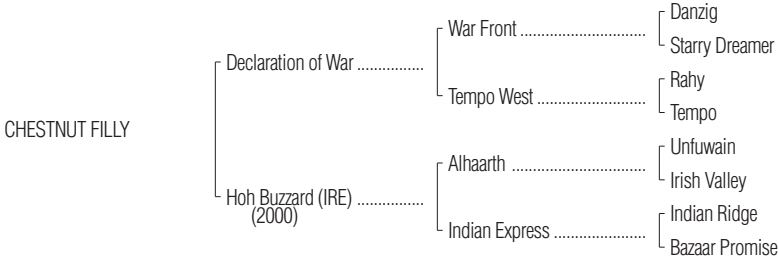 CHESTNUT FILLY
Declaration of War ................
War Front ..............................
Danzig
Starry Dreamer
Tempo West ..........................
Rahy
Tempo
Hoh Buzzard (IRE) ................
(2000)
Alhaarth ................................
Unfuwain
Irish Valley
Indian Express ......................
Indian Ridge
Bazaar Promise